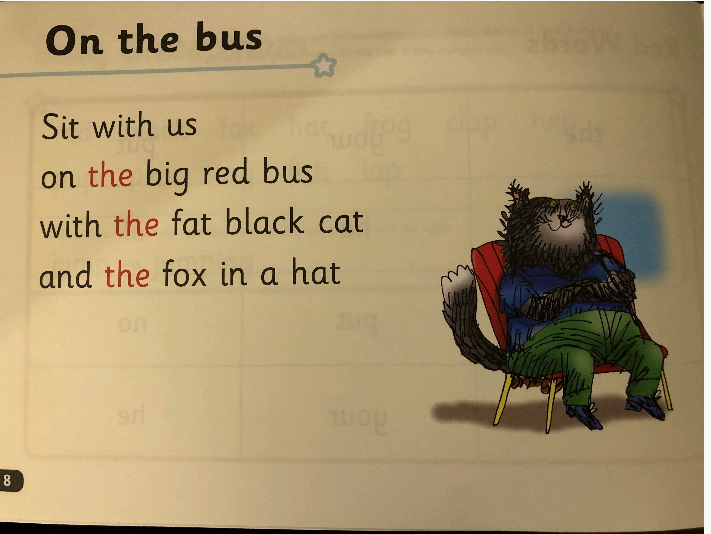 On the bus
Sit with us
on the big red bus
with the fat black cat
and the fox in a hat
8